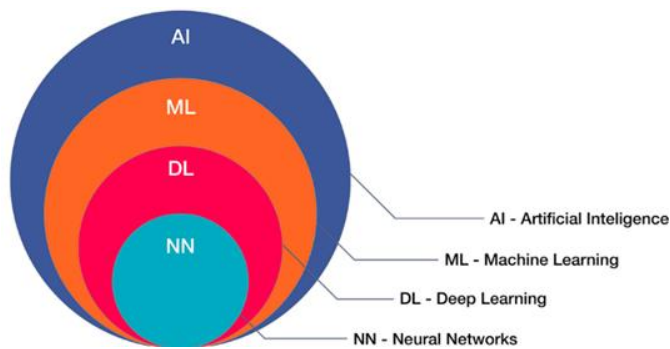 AI
ML
DL
NN
AI - Artificial Inteligence
ML - Machine Learning
DL - Deep Learning
NN - Neural Networks